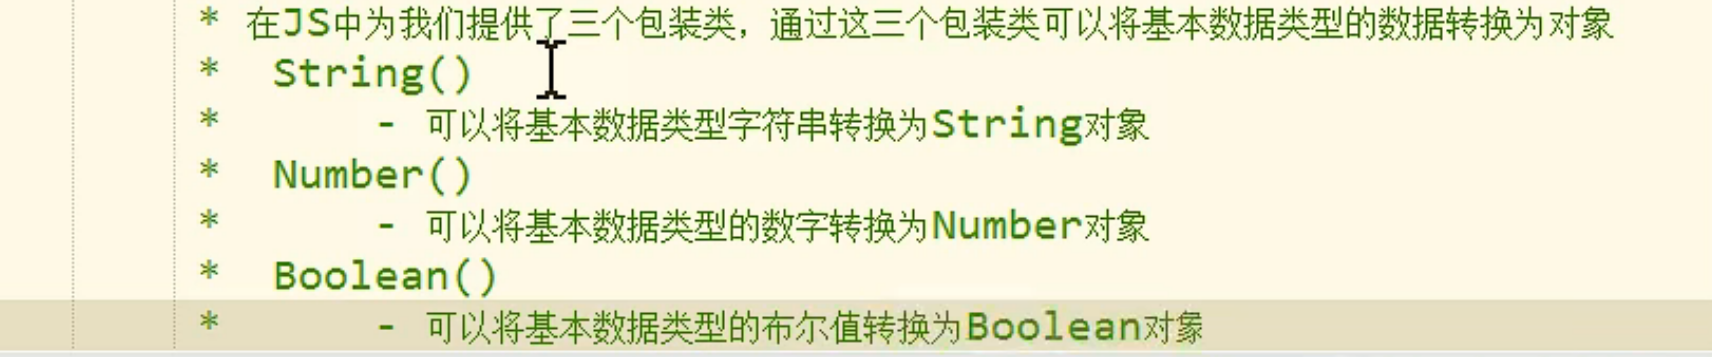 * 在JS中为我们提供了三个包装类，通过这三个包装类可以将基本数据类型的数据转换为对象
* String()
* - 可以将基本数据类型字符串转换为String对象
* Number()
* - 可以将基本数据类型的数字转换为Number对象
* Boolean()
* - 可以将基本数据类型的布尔值转换为Boolean对象